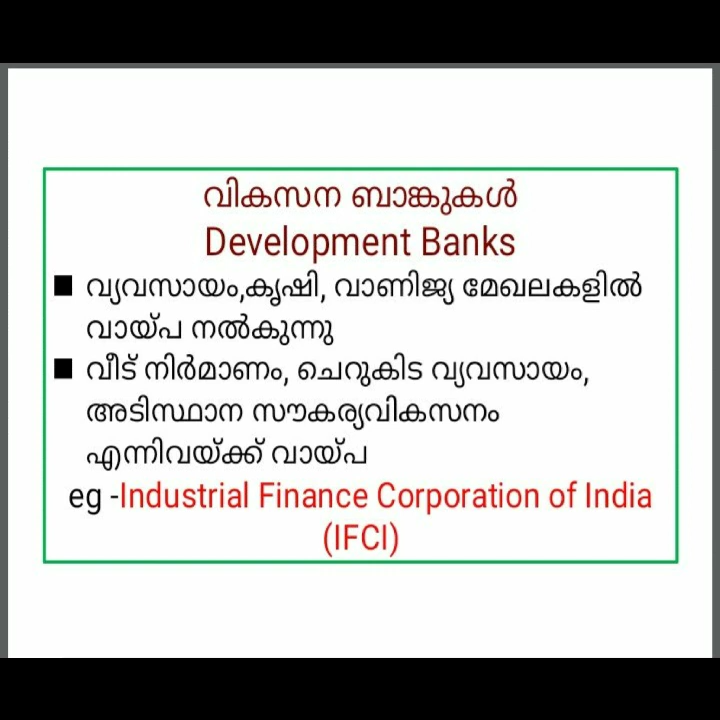 വികസന ബാങ്കുകൾ
Development Banks
■ വ്യവസായം,കൃഷി, വാണിജ്യ മേഖലകളിൽ
വായ്പ നൽകുന്നു
■ വീട് നിർമാണം, ചെറുകിട വ്യവസായം,
അടിസ്ഥാന സൗകര്യവികസനം
എന്നിവയ്ക്ക് വായ്പ
eg -Industrial Finance Corporation of India
(IFCI)